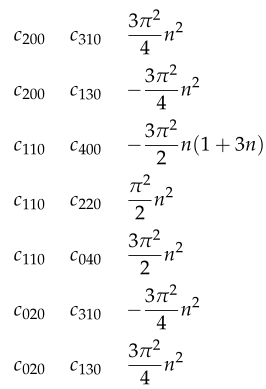 c₂₀₀ c₃₁₀ 3π²/4 n²
c₂₀₀ c₁₃₀ −3π²/4 n²
c₁₁₀ c₄₀₀ −3π²/2 n(1 + 3n)
c₁₁₀ c₂₂₀ π²/2 n²
c₁₁₀ c₀₄₀ 3π²/2 n²
c₀₂₀ c₃₁₀ −3π²/4 n²
c₀₂₀ c₁₃₀ 3π²/4 n²